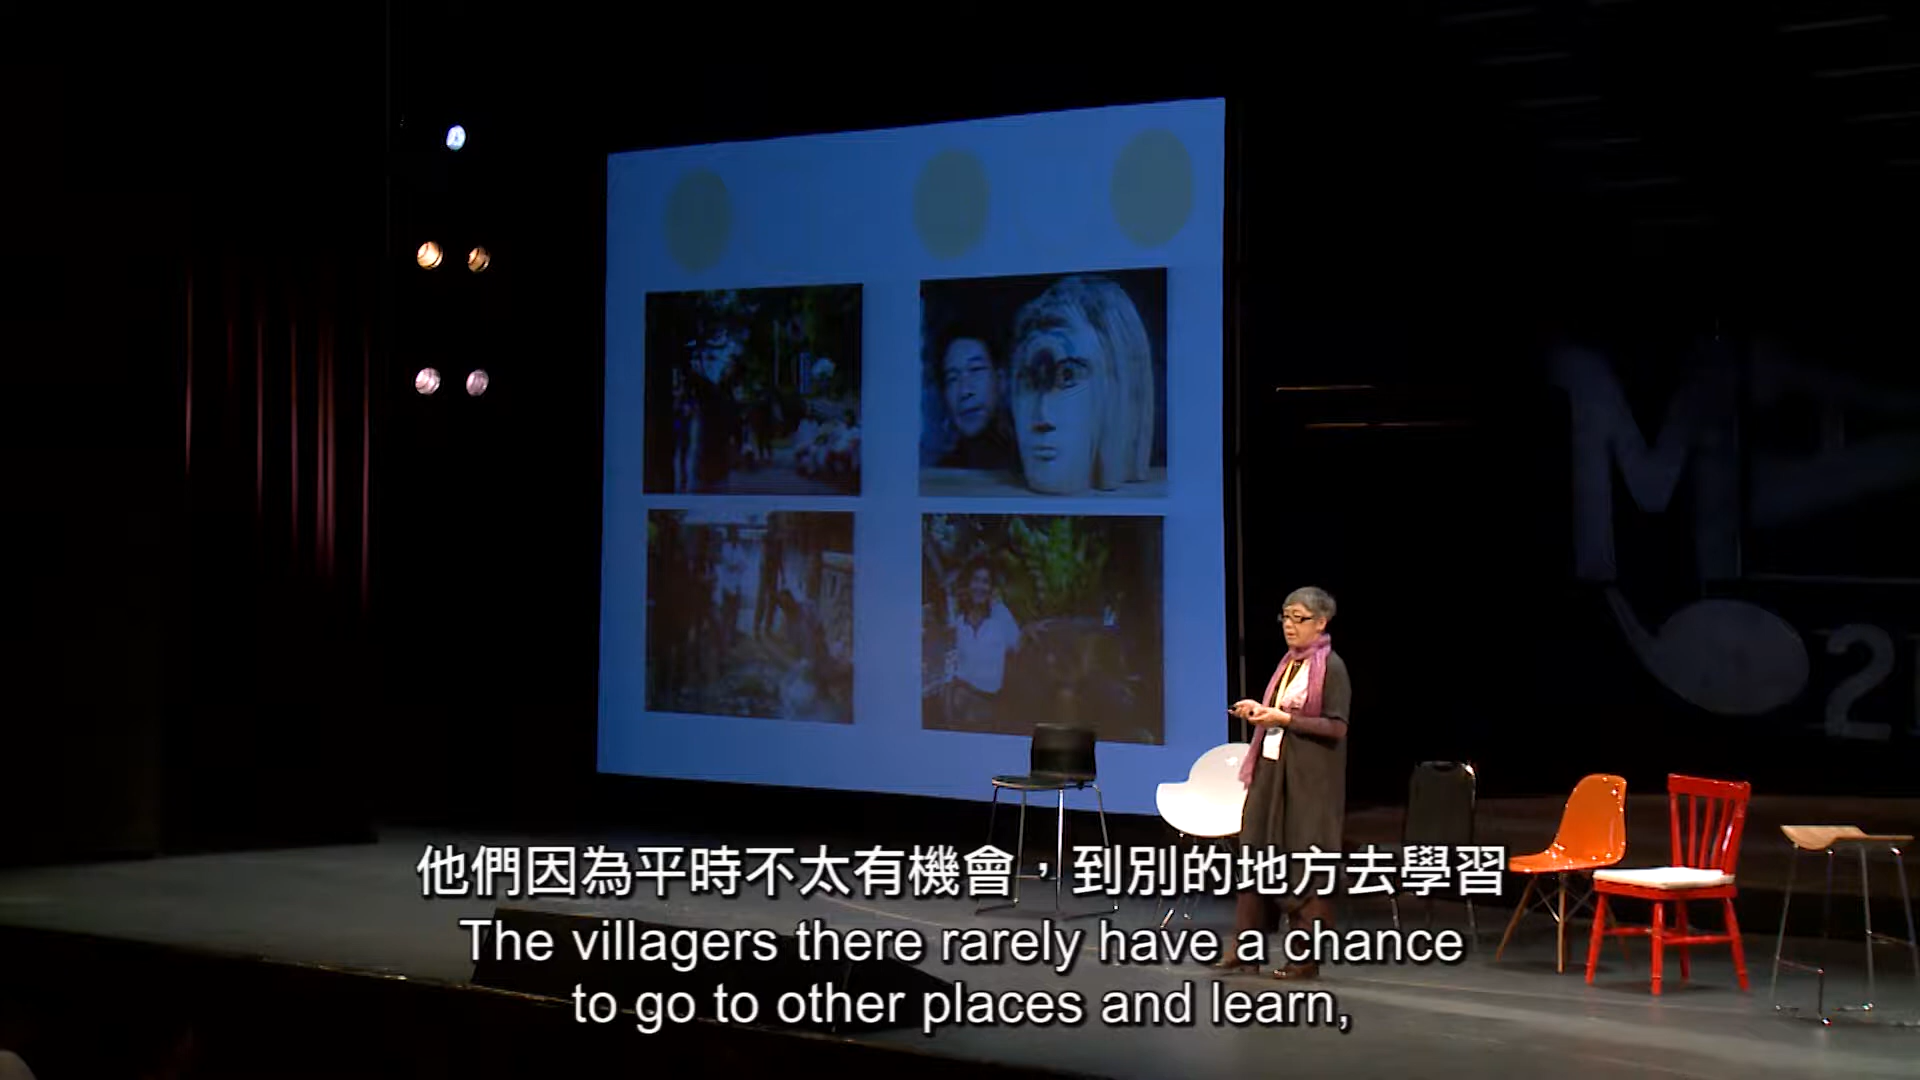 M
2
他們因為平時不太有機會，到別的地方去學習
The villagers there rarely have a chance
to go to other places and learn,